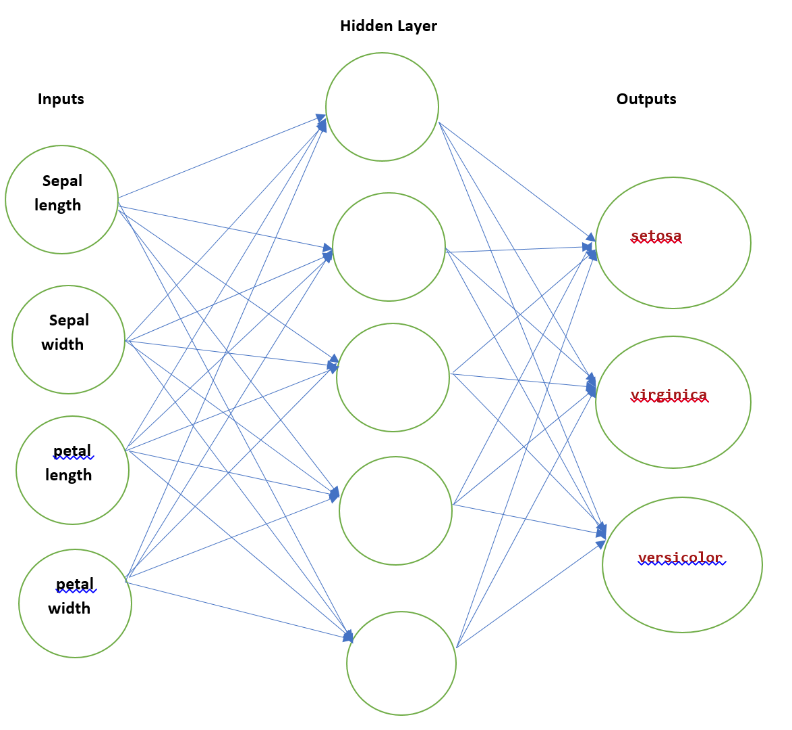 Hidden Layer
Inputs
Outputs
Sepal
length
Sepal
width
petal
length
petal
width
setosa
virginica
versicolor